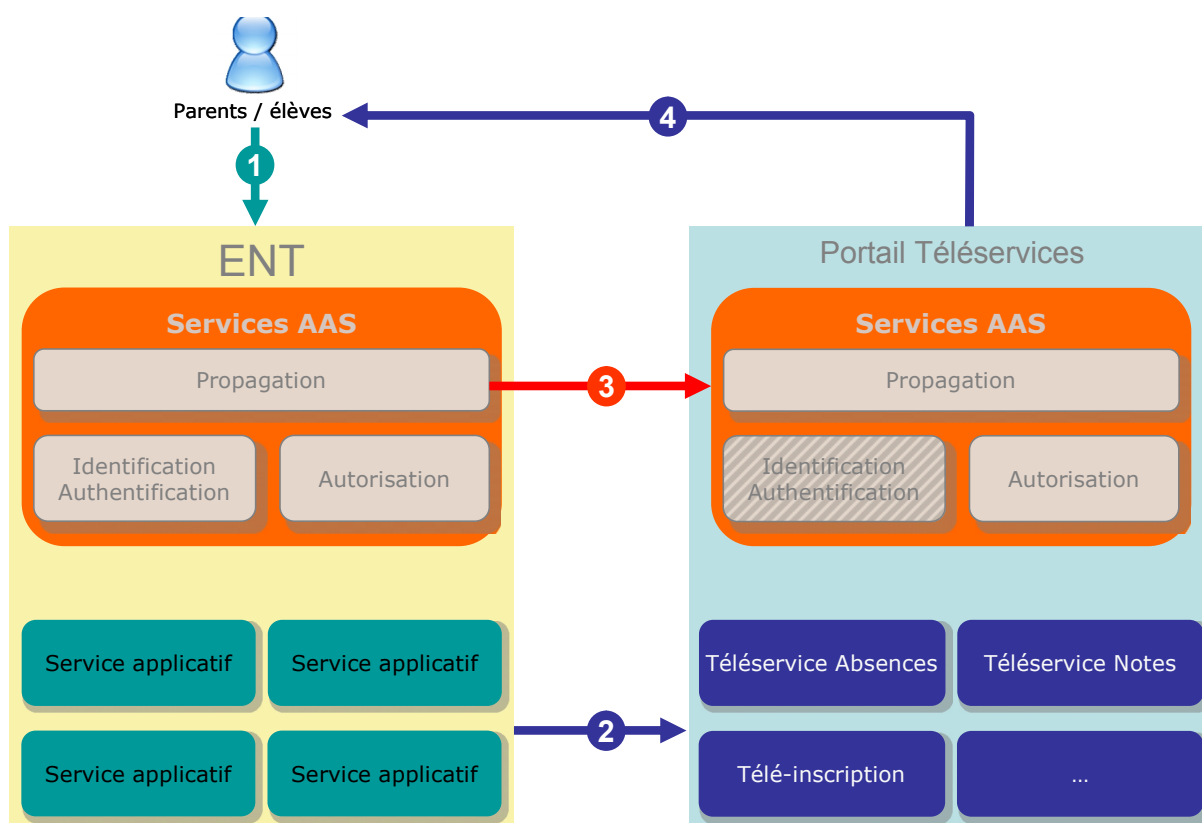 Parents / élèves
4
1
ENT
Services AAS
Propagation
Identification
Authentification
Autorisation
Service applicatif
Service applicatif
Service applicatif
Service applicatif
3
2
Portail Téléservices
Services AAS
Propagation
Identification
Authentification
Autorisation
Téléservice Absences
Téléservice Notes
Télé-inscription
...